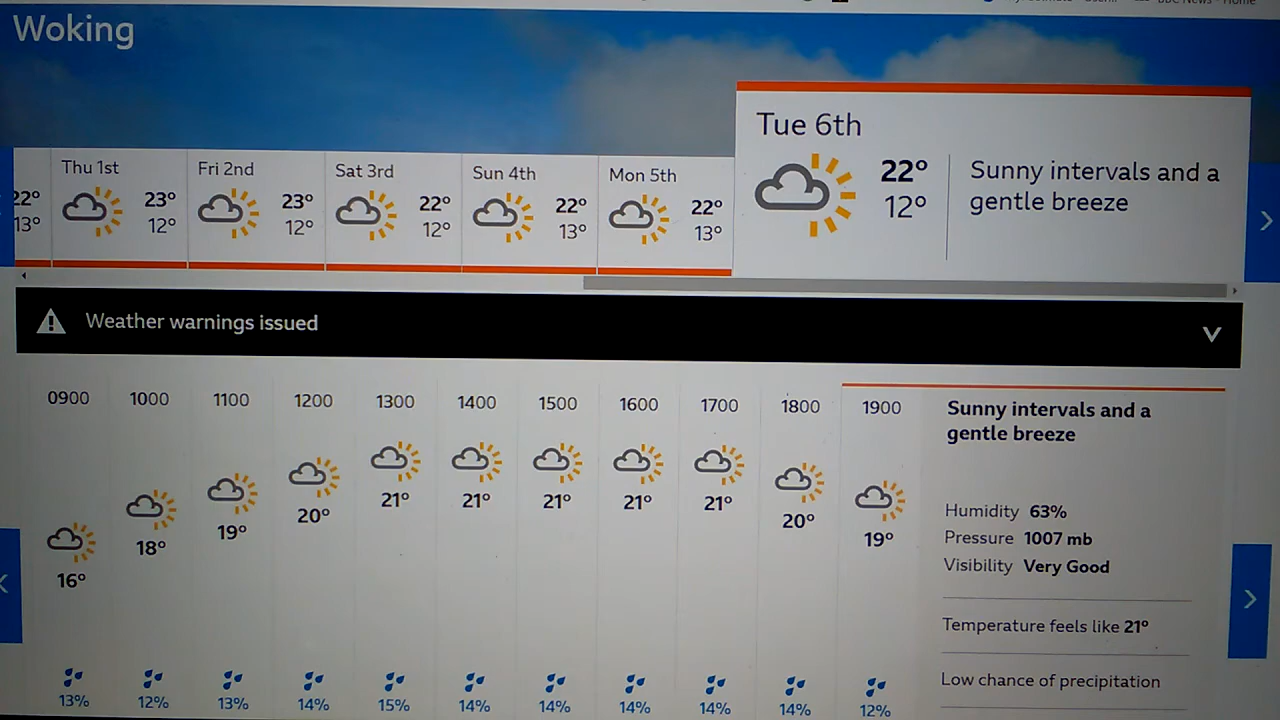 BBC News - Home
Woking
22° 13°
Thu 1st
23° 12°
Fri 2nd
23° 12°
Sat 3rd
22° 12°
Sun 4th
22° 13°
Mon 5th
22° 13°
Tue 6th
22° 12°
Sunny intervals and a
gentle breeze
Weather warnings issued
0900 1000 1100 1200 1300 1400 1500 1600 1700 1800 1900
16° 18° 19° 20° 21° 21° 21° 21° 21° 20° 19°
13% 12% 13% 14% 15% 14% 14% 14% 14% 14% 12%
Sunny intervals and a
gentle breeze
Humidity 63%
Pressure 1007 mb
Visibility Very Good
Temperature feels like 21°
Low chance of precipitation